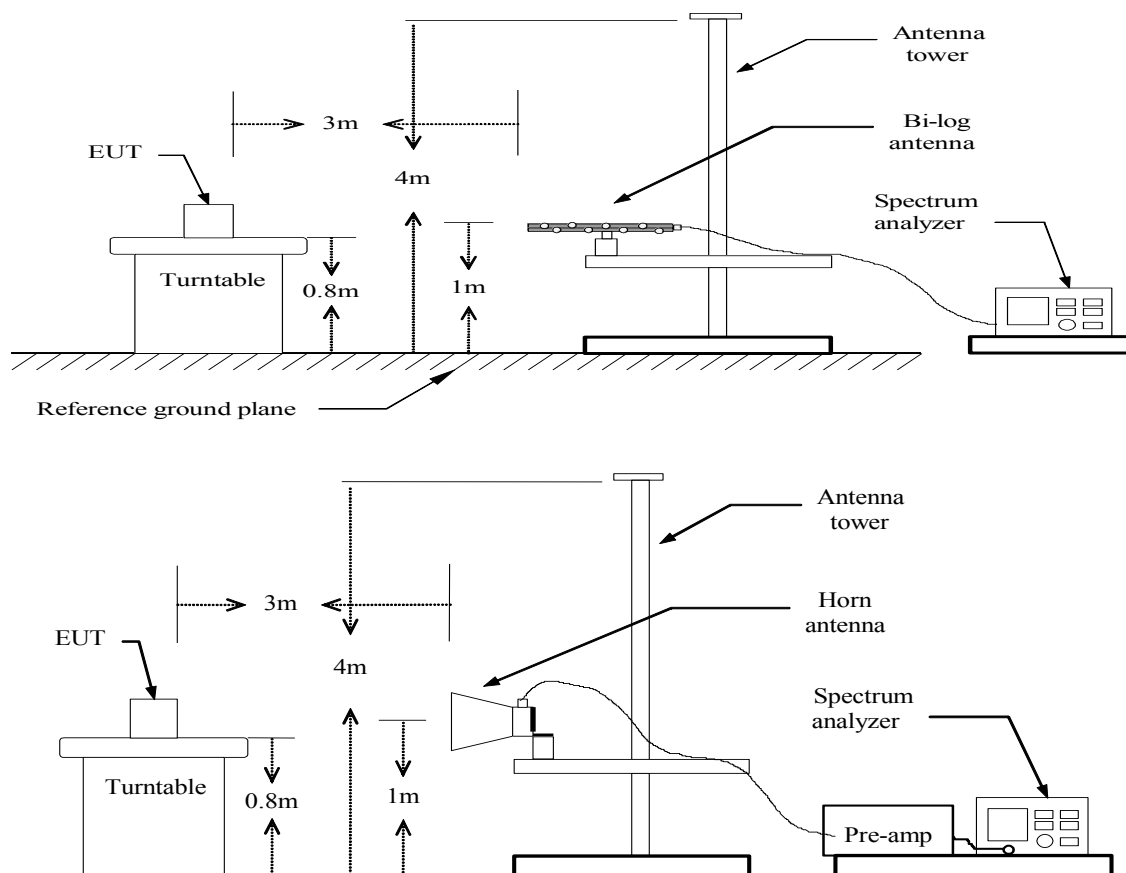 Antenna
tower
3m
Bi-log
antenna
EUT
4m
Spectrum
analyzer
Turntable
0.8m
1m
Reference ground plane
Antenna
tower
3m
Horn
antenna
EUT
4m
Spectrum
analyzer
Turntable
0.8m
1m
Pre-amp